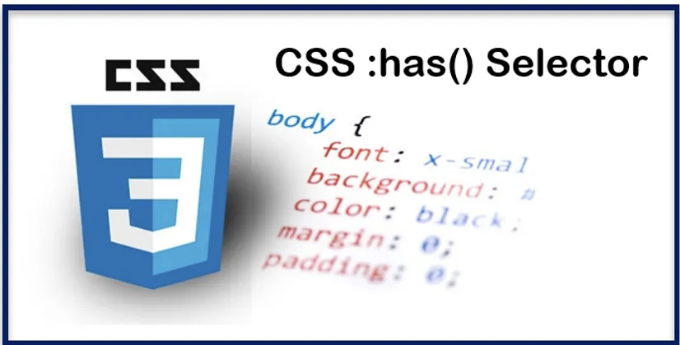 CSS :has() Selector
CSS
3
body {
font: x-smal
background: #
color: black;
margin: 0;
padding: 0;